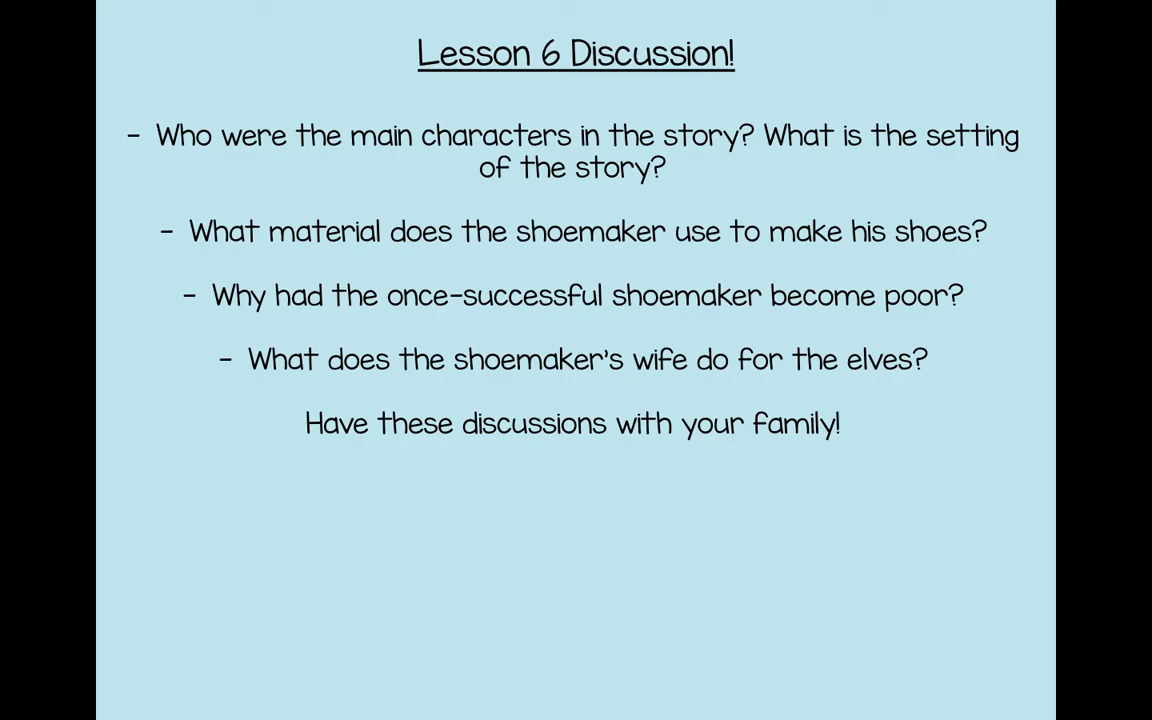 Lesson 6 Discussion!
- Who were the main characters in the story? What is the setting
of the story?
- What material does the shoemaker use to make his shoes?
- Why had the once-successful shoemaker become poor?
- What does the shoemaker's wife do for the elves?
Have these discussions with your family!